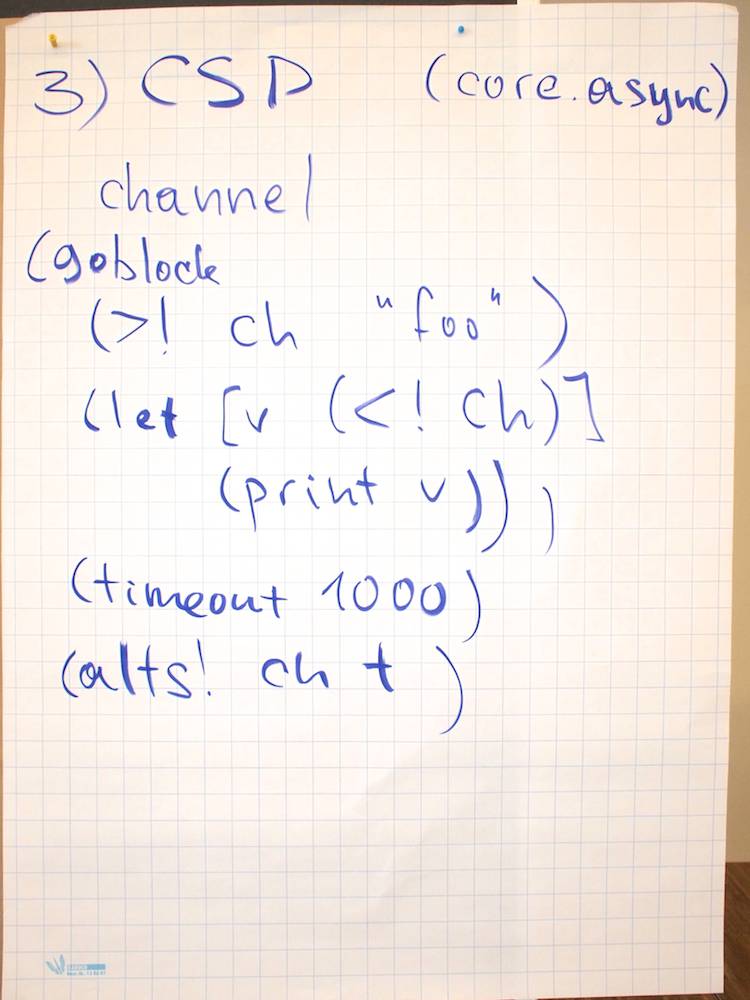 3) CSP (core.async)
channel
(goblock
(>! ch "foo")
(let [v (<! ch)]
(print v)))
(timeout 1000)
(alts! ch t)